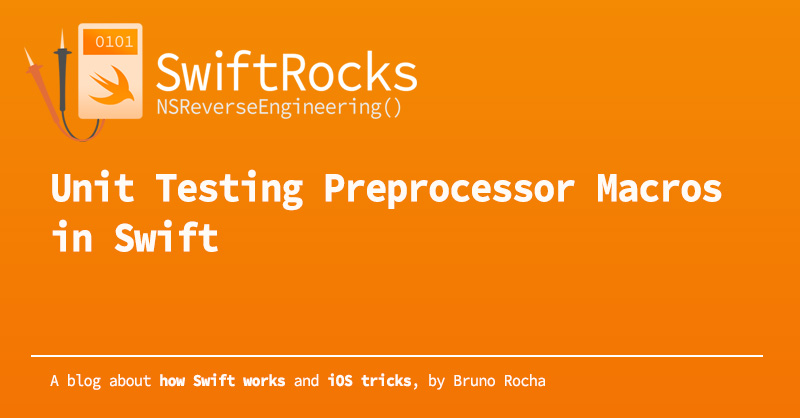 0101
SwiftRocks
NSReverseEngineering()
Unit Testing Preprocessor Macros
in Swift
A blog about how Swift works and iOS tricks, by Bruno Rocha